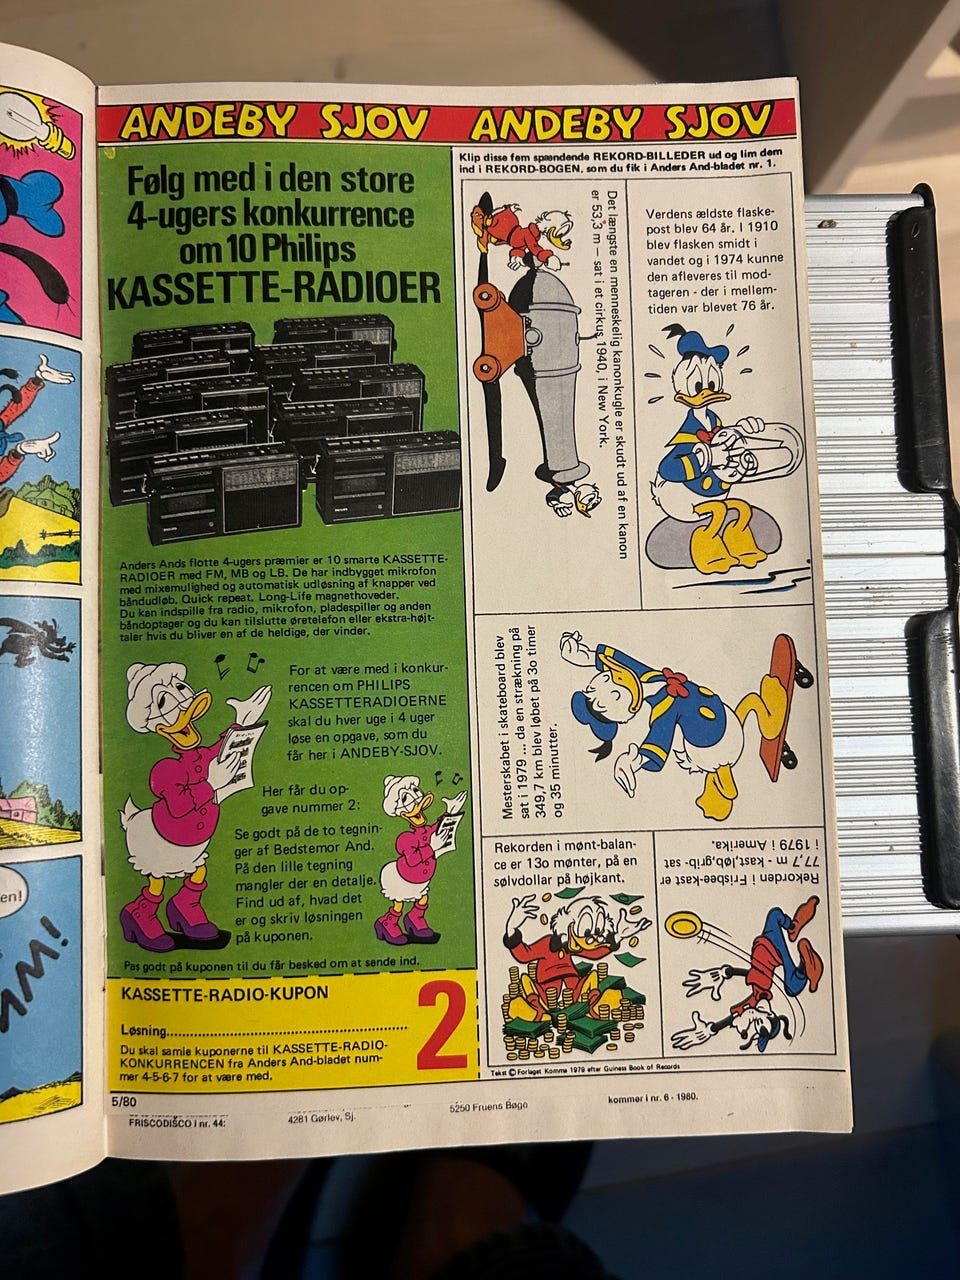 ANDEBY SJOV ANDEBY SJOV
Følg med i den store
4-ugers konkurrence
om 10 Philips
KASSETTE-RADIOER
Anders Ands flotte 4-ugers præmier er 10 smarte KASSETTE-
RADIOER med FM, MB og LB. De har indbygget mikrofon
med mixemulighed og automatisk udløsning af knapper ved
båndudløb. Quick repeat. Long-Life magnethoveder.
Du kan indspille fra radio, mikrofon, pladespiller og anden
båndoptager og du kan tilslutte øretelefon eller ekstra-højt-
taler hvis du bliver en af de heldige, der vinder.
For at være med i konkur-
rencen om PHILIPS
KASSETTERADIOERNE
skal du hver uge i 4 uger
løse en opgave, som du
får her i ANDEBY-SJOV.
Her får du op-
gave nummer 2:
Se godt på de to tegnin-
ger af Bedstemor And.
På den lille tegning
mangler der en detalje.
Find ud af, hvad det
er og skriv løsningen
på kuponen.
Pas godt på kuponen til du får besked om at sende ind.
KASSETTE-RADIO-KUPON
2
Løsning
Du skal samle kuponerne til KASSETTE-RADIO-
KONKURRENCEN fra Anders And-bladet num-
mer 4-5-6-7 for at være med.
Klip disse fem spændende REKORD-BILLEDER ud og lim dem
ind i REKORD-BOGEN, som du fik i Anders And-bladet nr. 1.
Det længste en menneskelig kanonkugle er skudt ud af en kanon
er 53,3 m — sat i et cirkus, 1940, i New York.
Verdens ældste flaske-
post blev 64 år. I 1910
blev flasken smidt i
vandet og i 1974 kunne
den afleveres til mod-
tageren - der i mellem-
tiden var blevet 76 år.
Mesterskabet i skateboard blev
sat i 1979 ... da en strækning på
349,7 km blev løbet på 3o timer
og 35 minutter.
Rekorden i mønt-balan-
ce er 13o mønter, på en
sølvdollar på højkant.
Rekorden i Frisbee-kast er
77,7 m - kast,løb,grib- sat
i 1979 i Amerika.
Tekst © Forlaget Komma 1979 efter Guiness Book of Records
5/80
FRISCODISCO i nr. 44:
4281 Gørlev, Sj.
5250 Fruens Bøge
kommer i nr. 6 - 1980.
en!